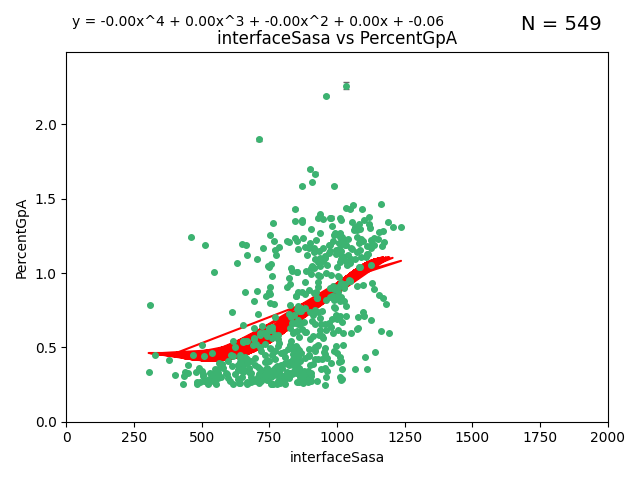 y = -0.00x^4 + 0.00x^3 + -0.00x^2 + 0.00x + -0.06
N = 549
interfaceSasa vs PercentGpA
PercentGpA
2.0
1.5
1.0
0.5
0.0
0 250 500 750 1000 1250 1500 1750 2000
interfaceSasa